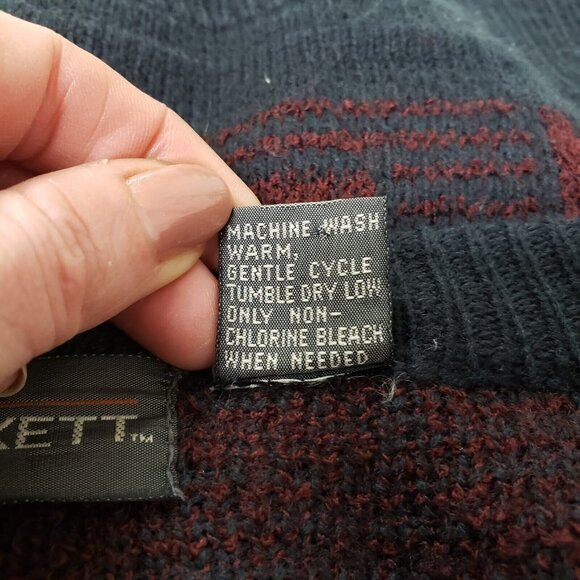 MACHINE WASH
WARM,
GENTLE CYCLE
TUMBLE DRY LOW
ONLY NON-
CHLORINE BLEACH
WHEN NEEDED
KETT™